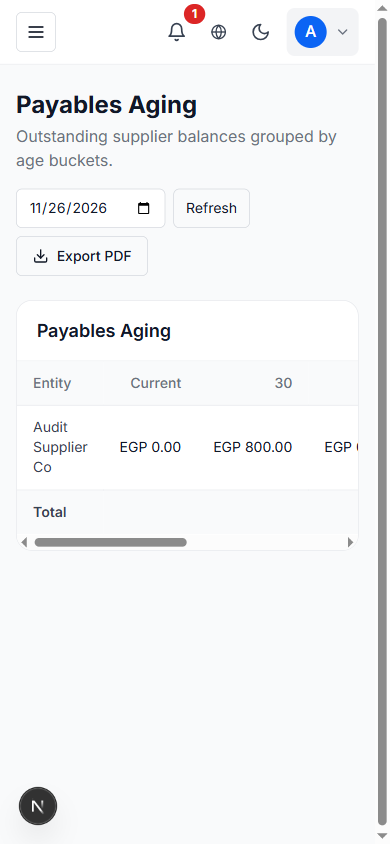 1
A
Payables Aging
Outstanding supplier balances grouped by
age buckets.
11/26/2026
Refresh
Export PDF
Payables Aging
Entity Current 30
Audit
Supplier
Co
EGP 0.00 EGP 800.00 EGP
Total
N